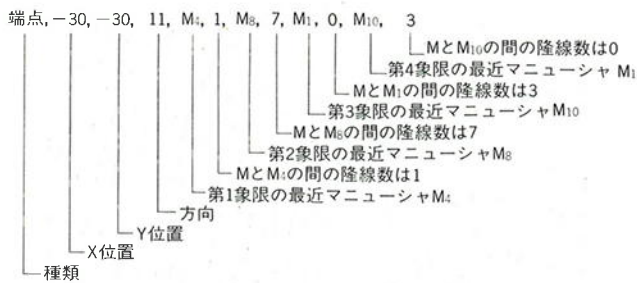 端点,−30, −30, 11, M₄, 1, M₈, 7, M₁, 0, M₁₀, 3
MとM₁₀の間の隆線数は0
第4象限の最近マニューシャ M₁
MとM₁の間の隆線数は3
第3象限の最近マニューシャM₁₀
MとM₈の間の隆線数は7
第2象限の最近マニューシャM₈
MとM₄の間の隆線数は1
第1象限の最近マニューシャM₄
方向
Y位置
X位置
種類